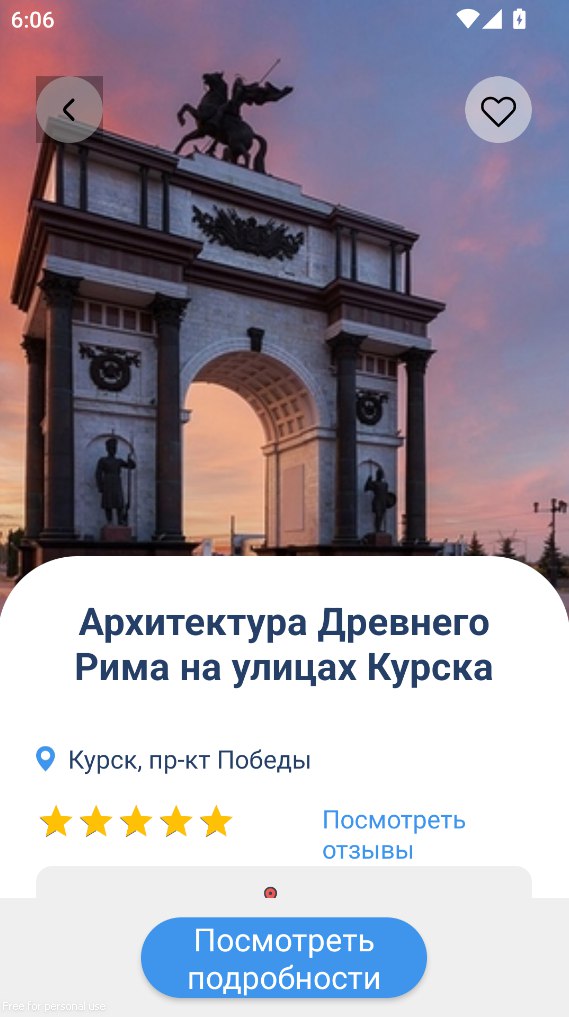 6:06
Архитектура Древнего
Рима на улицах Курска
Курск, пр-кт Победы
Посмотреть
отзывы
Посмотреть
подробности
Free for personal use